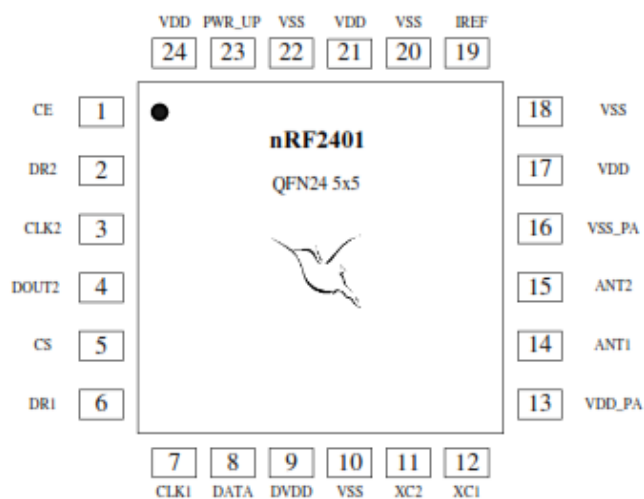 VDD PWR_UP VSS VDD VSS IREF
24 23 22 21 20 19
CE 1 18 VSS
nRF2401
DR2 2 17 VDD
QFN24 5x5
CLK2 3 16 VSS_PA
DOUT2 4 15 ANT2
CS 5 14 ANT1
DR1 6 13 VDD_PA
7 8 9 10 11 12
CLK1 DATA DVDD VSS XC2 XC1